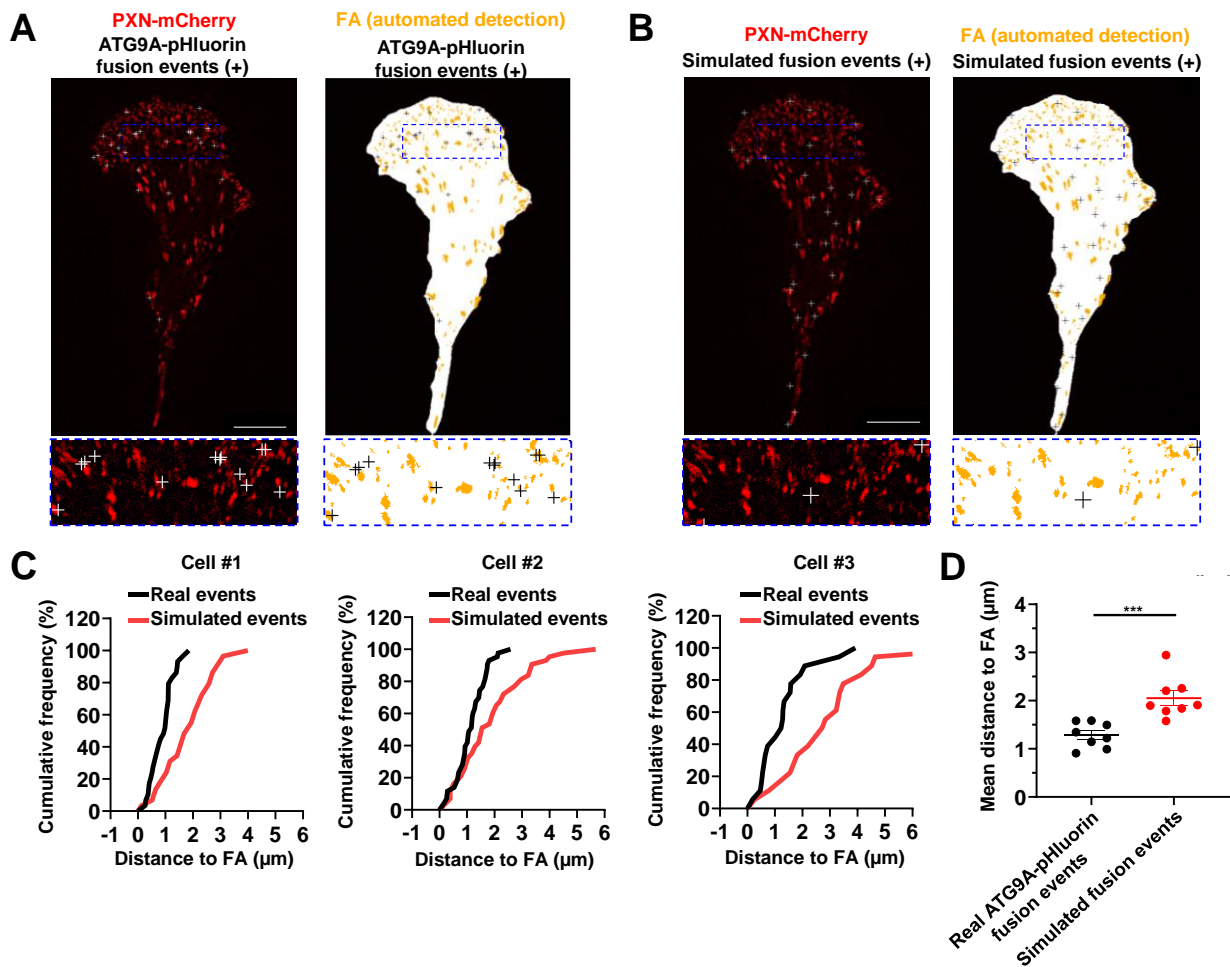 A
PXN-mCherry
ATG9A-pHluorin
fusion events (+)
FA (automated detection)
ATG9A-pHluorin
fusion events (+)
B
PXN-mCherry
Simulated fusion events (+)
FA (automated detection)
Simulated fusion events (+)
C
Cell #1
Real events
Simulated events
Cumulative frequency (%)
120
100
80
60
40
20
0
-1 0 1 2 3 4 5 6
Distance to FA (µm)
Cell #2
Real events
Simulated events
Cumulative frequency (%)
120
100
80
60
40
20
0
-1 0 1 2 3 4 5 6
Distance to FA (µm)
Cell #3
Real events
Simulated events
Cumulative frequency (%)
120
100
80
60
40
20
0
-1 0 1 2 3 4 5 6
Distance to FA (µm)
D
***
Mean distance to FA (µm)
4
3
2
1
0
Real ATG9A-pHluorin
fusion events
Simulated fusion events